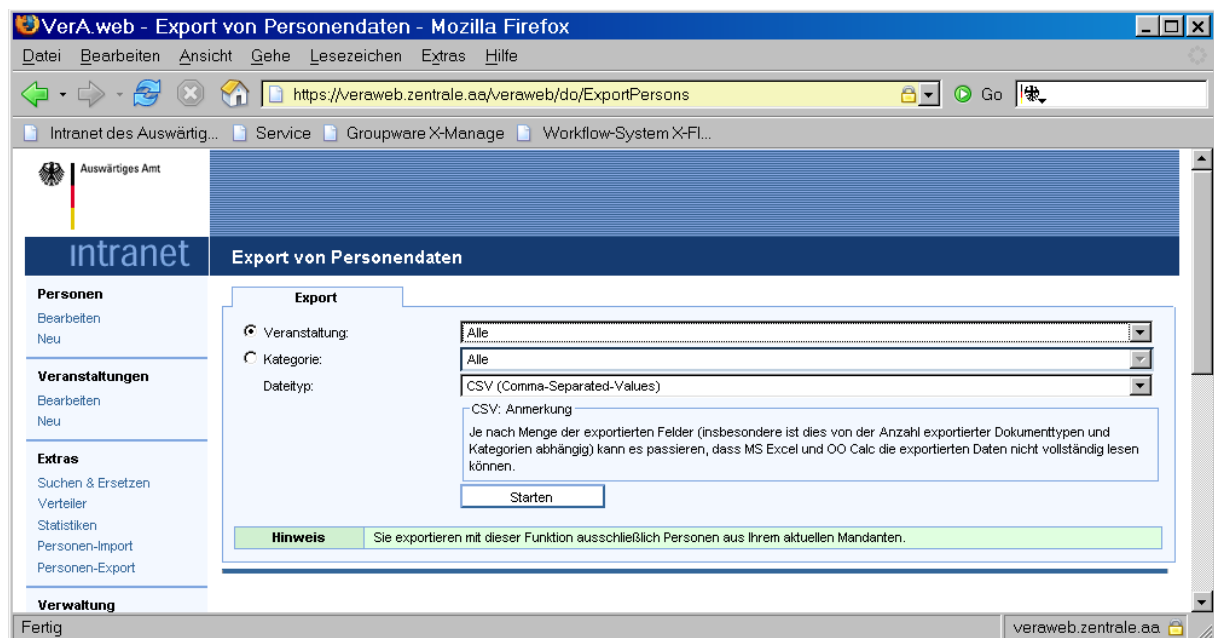 VerA.web - Export von Personendaten - Mozilla Firefox
Datei Bearbeiten Ansicht Gehe Lesezeichen Extras Hilfe
https://veraweb.zentrale.aa/veraweb/do/ExportPersons Go
Intranet des Auswärtig... Service Groupware X-Manage Workflow-System X-Fl...
Auswärtiges Amt
intranet
Export von Personendaten
Personen
Bearbeiten
Neu
Veranstaltungen
Bearbeiten
Neu
Extras
Suchen & Ersetzen
Verteiler
Statistiken
Personen-Import
Personen-Export
Verwaltung
Export
Veranstaltung: Alle
Kategorie: Alle
Dateityp: CSV (Comma-Separated-Values)
CSV: Anmerkung
Je nach Menge der exportierten Felder (insbesondere ist dies von der Anzahl exportierter Dokumenttypen und
Kategorien abhängig) kann es passieren, dass MS Excel und OO Calc die exportierten Daten nicht vollständig lesen
können.
Starten
Hinweis Sie exportieren mit dieser Funktion ausschließlich Personen aus Ihrem aktuellen Mandanten.
Fertig veraweb.zentrale.aa